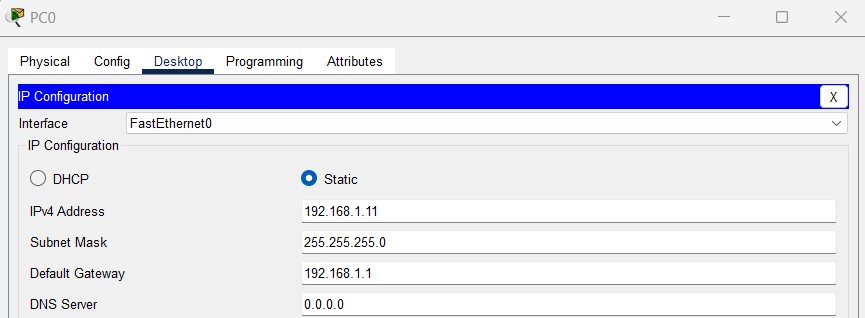 PC0
Physical Config Desktop Programming Attributes
IP Configuration X
Interface FastEthernet0
IP Configuration
DHCP Static
IPv4 Address 192.168.1.11
Subnet Mask 255.255.255.0
Default Gateway 192.168.1.1
DNS Server 0.0.0.0